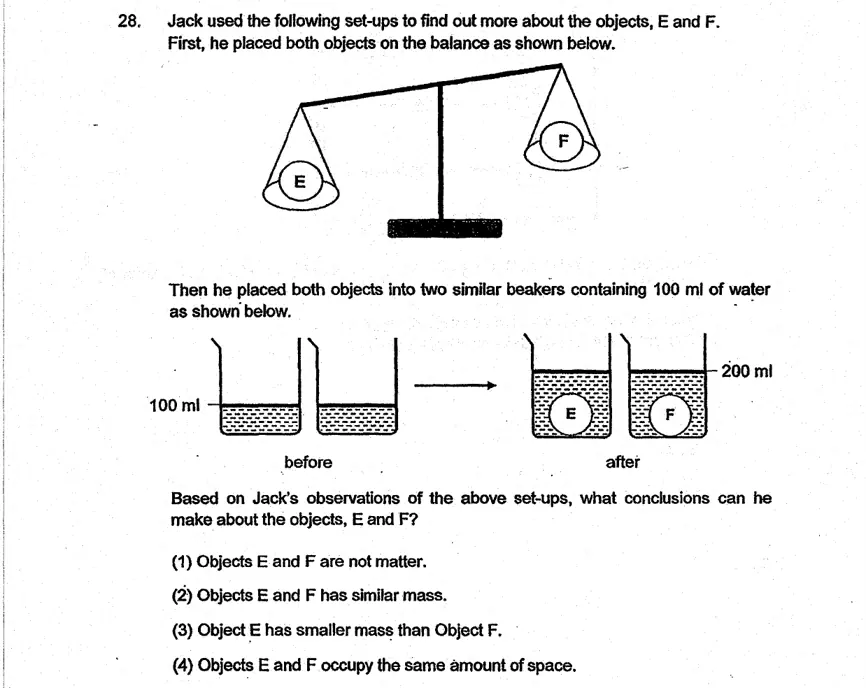 28. Jack used the following set-ups to find out more about the objects, E and F.
First, he placed both objects on the balance as shown below.
F
E
Then he placed both objects into two similar beakers containing 100 ml of water
as shown below.
200 ml
100 ml
E F
before after
Based on Jack's observations of the above set-ups, what conclusions can he
make about the objects, E and F?
(1) Objects E and F are not matter.
(2) Objects E and F has similar mass.
(3) Object E has smaller mass than Object F.
(4) Objects E and F occupy the same amount of space.